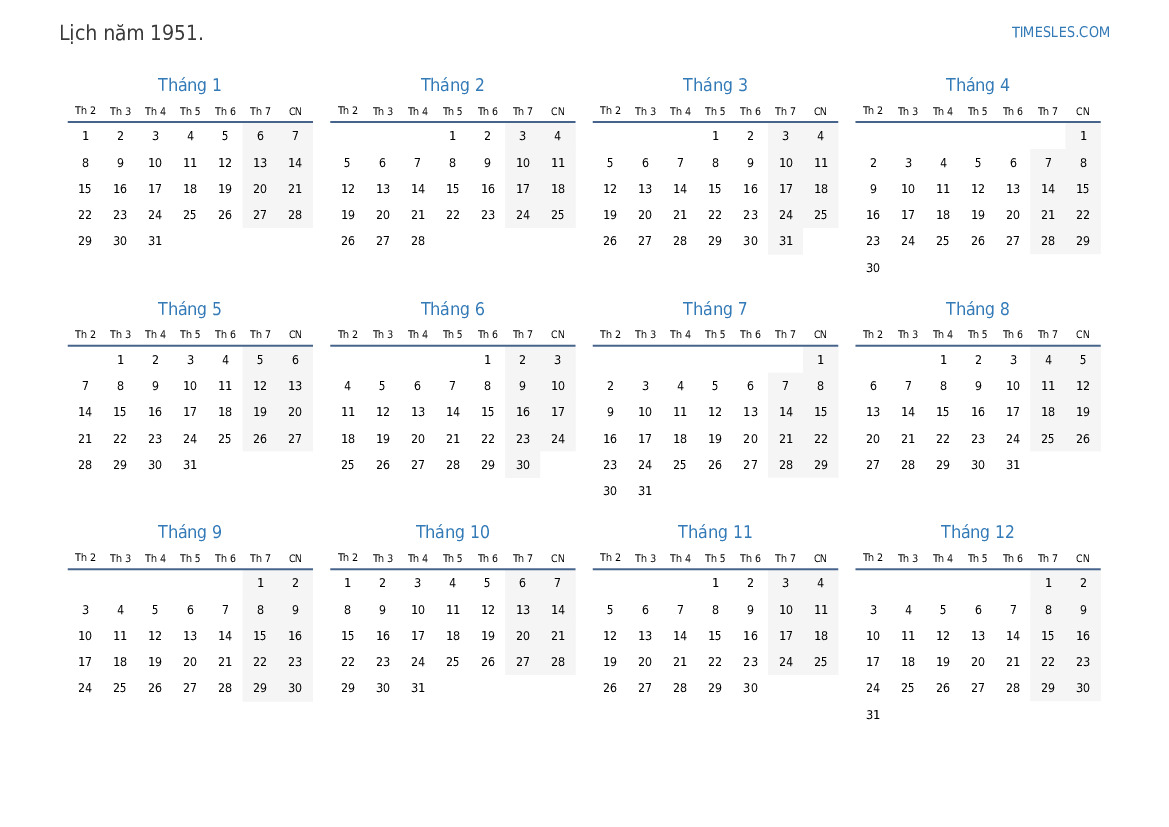 Lịch năm 1951.
TIMESLES.COM
Tháng 1
Th 2 Th 3 Th 4 Th 5 Th 6 Th 7 CN
1 2 3 4 5 6 7
8 9 10 11 12 13 14
15 16 17 18 19 20 21
22 23 24 25 26 27 28
29 30 31
Tháng 2
Th 2 Th 3 Th 4 Th 5 Th 6 Th 7 CN
1 2 3 4
5 6 7 8 9 10 11
12 13 14 15 16 17 18
19 20 21 22 23 24 25
26 27 28
Tháng 3
Th 2 Th 3 Th 4 Th 5 Th 6 Th 7 CN
1 2 3 4
5 6 7 8 9 10 11
12 13 14 15 16 17 18
19 20 21 22 23 24 25
26 27 28 29 30 31
Tháng 4
Th 2 Th 3 Th 4 Th 5 Th 6 Th 7 CN
1
2 3 4 5 6 7 8
9 10 11 12 13 14 15
16 17 18 19 20 21 22
23 24 25 26 27 28 29
30
Tháng 5
Th 2 Th 3 Th 4 Th 5 Th 6 Th 7 CN
1 2 3 4 5 6
7 8 9 10 11 12 13
14 15 16 17 18 19 20
21 22 23 24 25 26 27
28 29 30 31
Tháng 6
Th 2 Th 3 Th 4 Th 5 Th 6 Th 7 CN
1 2 3
4 5 6 7 8 9 10
11 12 13 14 15 16 17
18 19 20 21 22 23 24
25 26 27 28 29 30
Tháng 7
Th 2 Th 3 Th 4 Th 5 Th 6 Th 7 CN
1
2 3 4 5 6 7 8
9 10 11 12 13 14 15
16 17 18 19 20 21 22
23 24 25 26 27 28 29
30 31
Tháng 8
Th 2 Th 3 Th 4 Th 5 Th 6 Th 7 CN
1 2 3 4 5
6 7 8 9 10 11 12
13 14 15 16 17 18 19
20 21 22 23 24 25 26
27 28 29 30 31
Tháng 9
Th 2 Th 3 Th 4 Th 5 Th 6 Th 7 CN
1 2
3 4 5 6 7 8 9
10 11 12 13 14 15 16
17 18 19 20 21 22 23
24 25 26 27 28 29 30
Tháng 10
Th 2 Th 3 Th 4 Th 5 Th 6 Th 7 CN
1 2 3 4 5 6 7
8 9 10 11 12 13 14
15 16 17 18 19 20 21
22 23 24 25 26 27 28
29 30 31
Tháng 11
Th 2 Th 3 Th 4 Th 5 Th 6 Th 7 CN
1 2 3 4
5 6 7 8 9 10 11
12 13 14 15 16 17 18
19 20 21 22 23 24 25
26 27 28 29 30
Tháng 12
Th 2 Th 3 Th 4 Th 5 Th 6 Th 7 CN
1 2
3 4 5 6 7 8 9
10 11 12 13 14 15 16
17 18 19 20 21 22 23
24 25 26 27 28 29 30
31